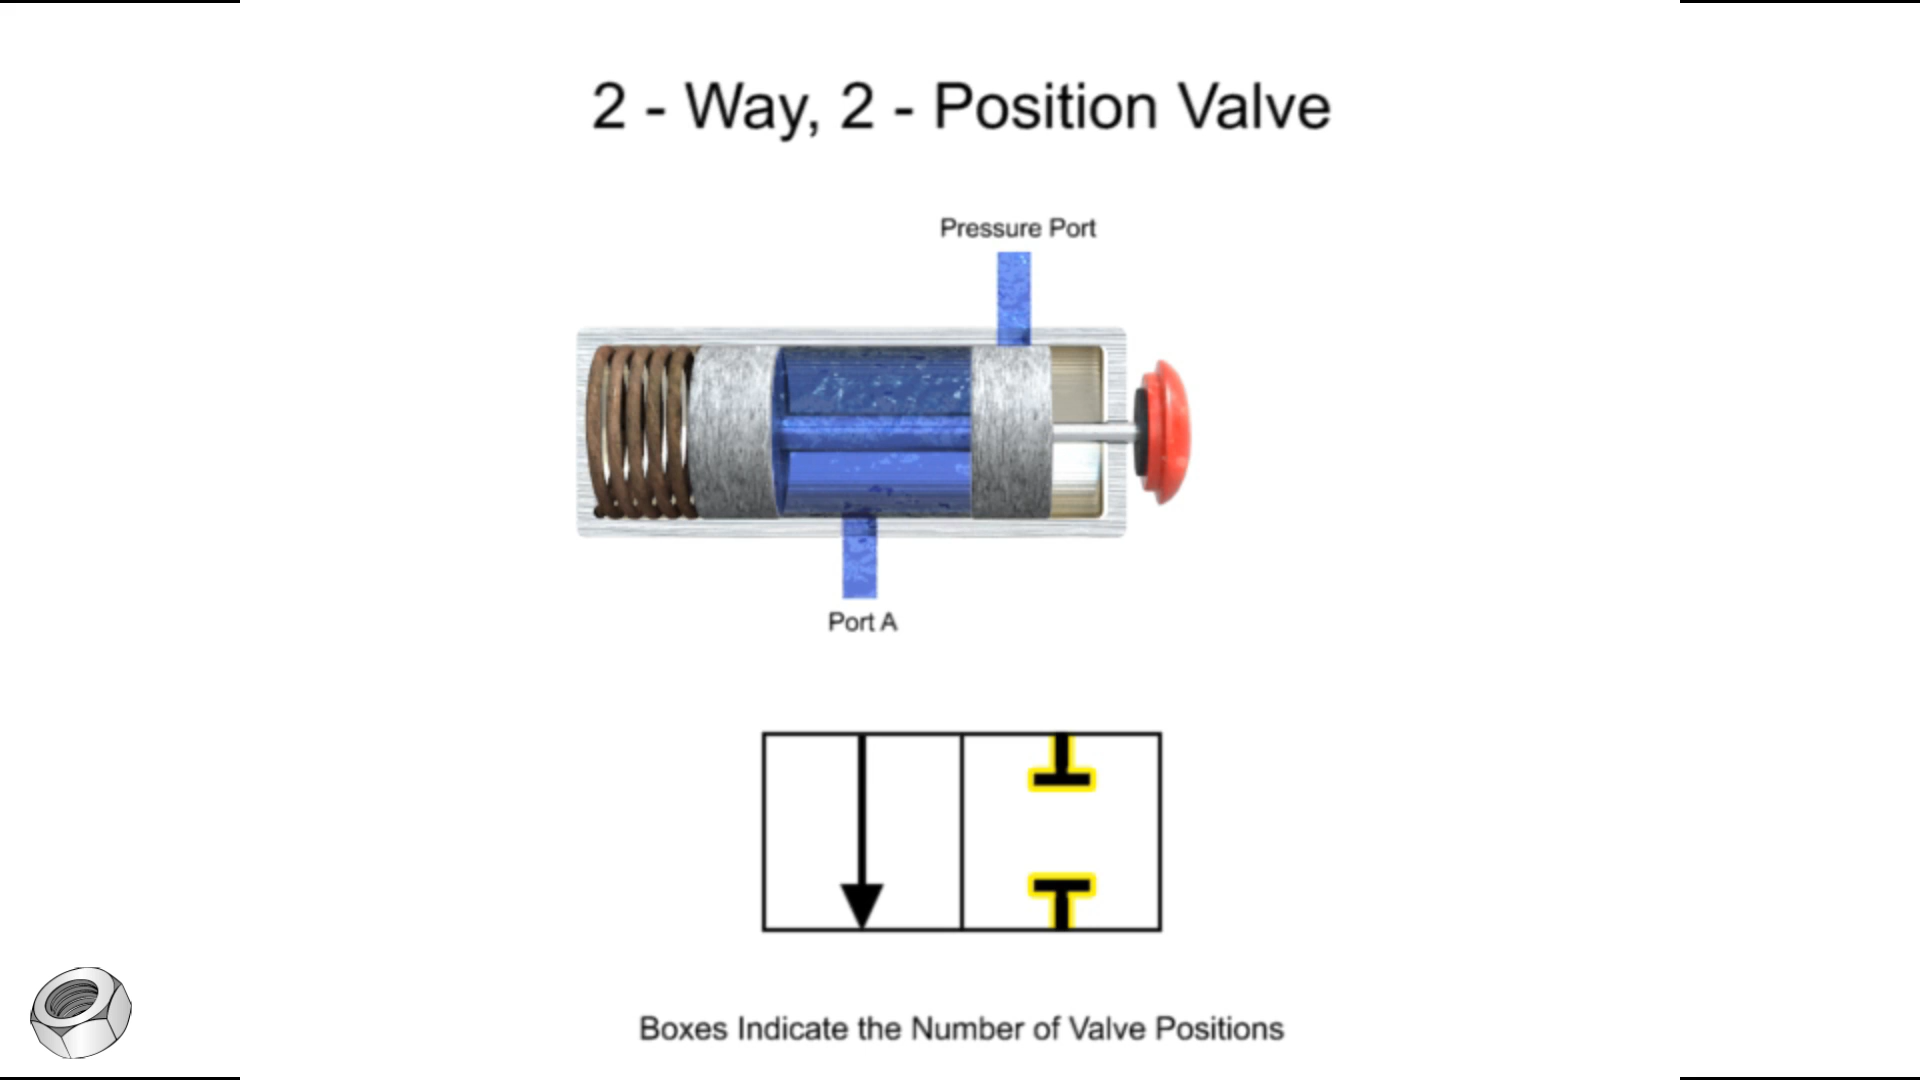 2 - Way, 2 - Position Valve
Pressure Port
Port A
Boxes Indicate the Number of Valve Positions